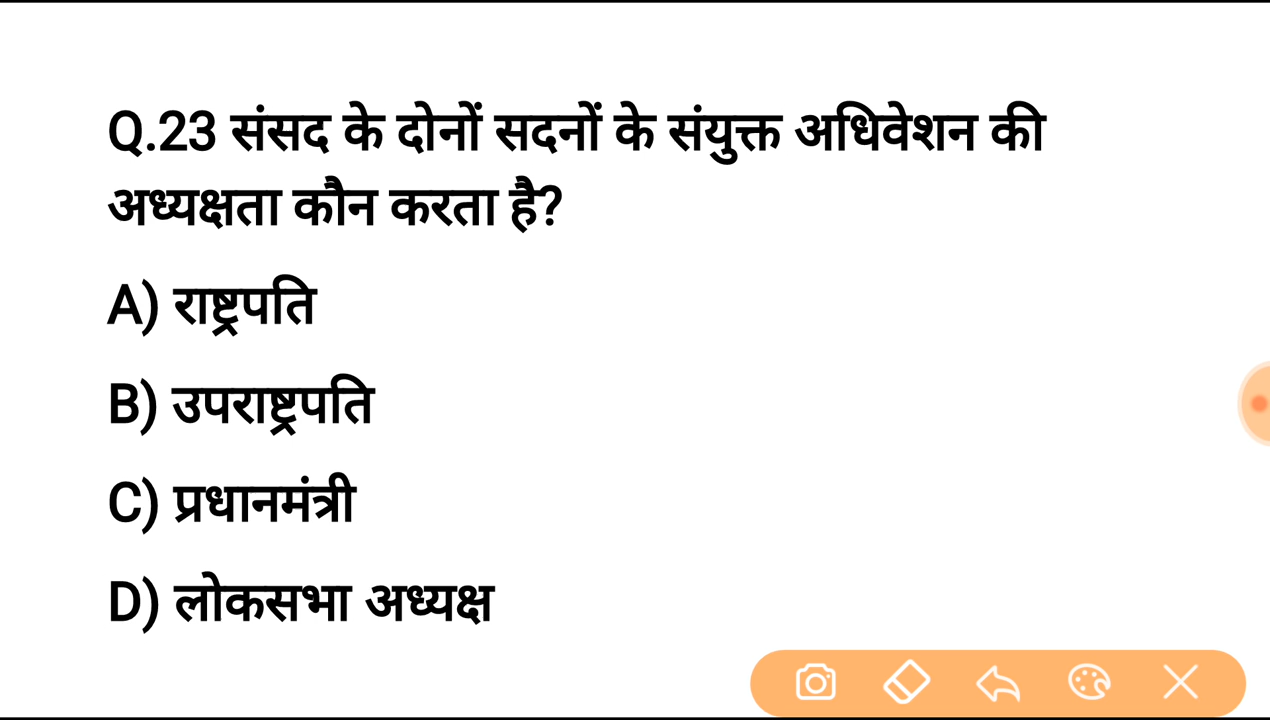 Q.23 संसद के दोनों सदनों के संयुक्त अधिवेशन की
अध्यक्षता कौन करता है?
A) राष्ट्रपति
B) उपराष्ट्रपति
C) प्रधानमंत्री
D) लोकसभा अध्यक्ष